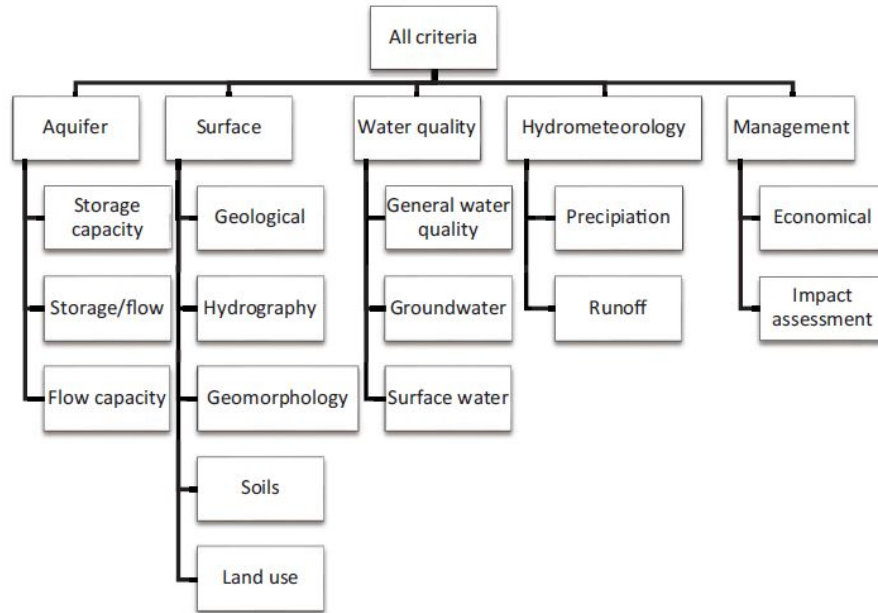 All criteria
Aquifer
Surface
Water quality
Hydrometeorology
Management
Storage
capacity
Geological
General water
quality
Precipiation
Economical
Storage/flow
Hydrography
Groundwater
Runoff
Impact
assessment
Flow capacity
Geomorphology
Surface water
Soils
Land use